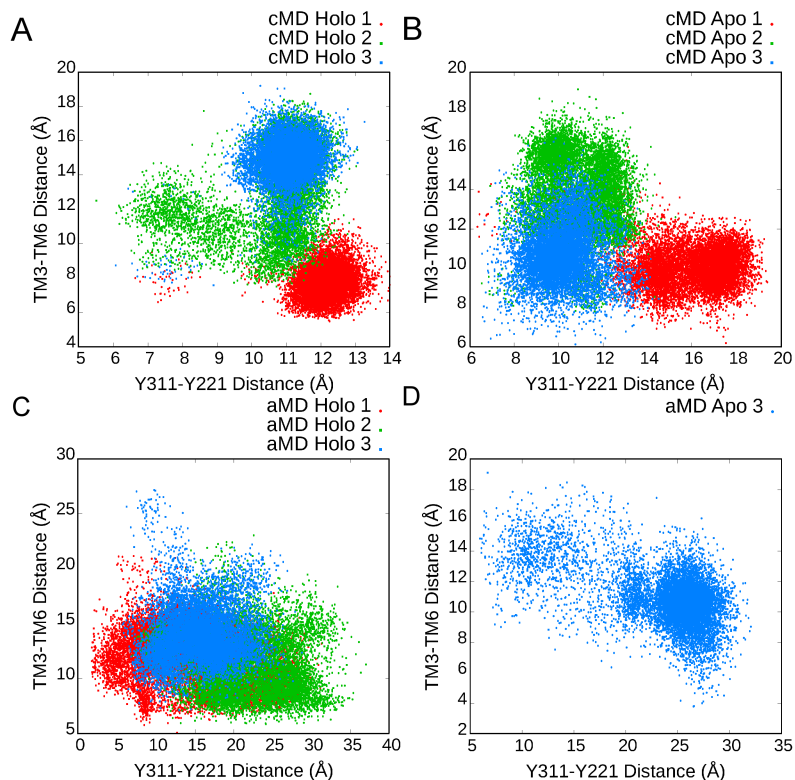 A
cMD Holo 1
cMD Holo 2
cMD Holo 3
TM3-TM6 Distance (Å)
20
18
16
14
12
10
8
6
4
5 6 7 8 9 10 11 12 13 14
Y311-Y221 Distance (Å)
B
cMD Apo 1
cMD Apo 2
cMD Apo 3
TM3-TM6 Distance (Å)
20
18
16
14
12
10
8
6
6 8 10 12 14 16 18 20
Y311-Y221 Distance (Å)
C
aMD Holo 1
aMD Holo 2
aMD Holo 3
TM3-TM6 Distance (Å)
30
25
20
15
10
5
0 5 10 15 20 25 30 35 40
Y311-Y221 Distance (Å)
D
aMD Apo 3
TM3-TM6 Distance (Å)
20
18
16
14
12
10
8
6
4
2
5 10 15 20 25 30 35
Y311-Y221 Distance (Å)